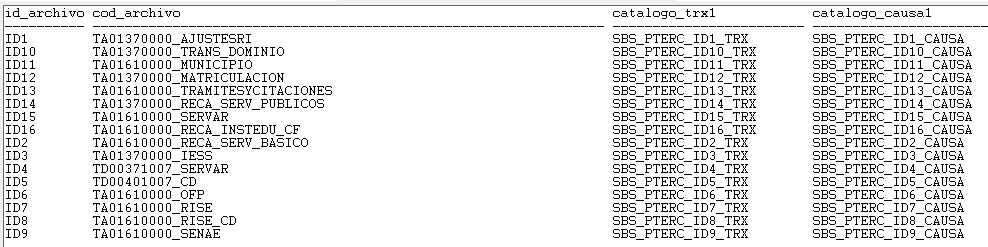 id_archivo cod_archivo catalogo_trx1 catalogo_causa1
ID1 TA01370000_AJUSTESRI SBS_PTERC_ID1_TRX SBS_PTERC_ID1_CAUSA
ID10 TA01370000_TRANS_DOMINIO SBS_PTERC_ID10_TRX SBS_PTERC_ID10_CAUSA
ID11 TA01610000_MUNICIPIO SBS_PTERC_ID11_TRX SBS_PTERC_ID11_CAUSA
ID12 TA01370000_MATRICULACION SBS_PTERC_ID12_TRX SBS_PTERC_ID12_CAUSA
ID13 TA01610000_TRAMITESYCITACIONES SBS_PTERC_ID13_TRX SBS_PTERC_ID13_CAUSA
ID14 TA01370000_RECA_SERV_PUBLICOS SBS_PTERC_ID14_TRX SBS_PTERC_ID14_CAUSA
ID15 TA01610000_SERVAR SBS_PTERC_ID15_TRX SBS_PTERC_ID15_CAUSA
ID16 TA01610000_RECA_INSTEDU_CF SBS_PTERC_ID16_TRX SBS_PTERC_ID16_CAUSA
ID2 TA01610000_RECA_SERV_BASICO SBS_PTERC_ID2_TRX SBS_PTERC_ID2_CAUSA
ID3 TA01370000_IESS SBS_PTERC_ID3_TRX SBS_PTERC_ID3_CAUSA
ID4 TD00371007_SERVAR SBS_PTERC_ID4_TRX SBS_PTERC_ID4_CAUSA
ID5 TD00401007_CD SBS_PTERC_ID5_TRX SBS_PTERC_ID5_CAUSA
ID6 TA01610000_OFP SBS_PTERC_ID6_TRX SBS_PTERC_ID6_CAUSA
ID7 TA01610000_RISE SBS_PTERC_ID7_TRX SBS_PTERC_ID7_CAUSA
ID8 TA01610000_RISE_CD SBS_PTERC_ID8_TRX SBS_PTERC_ID8_CAUSA
ID9 TA01610000_SENAE SBS_PTERC_ID9_TRX SBS_PTERC_ID9_CAUSA